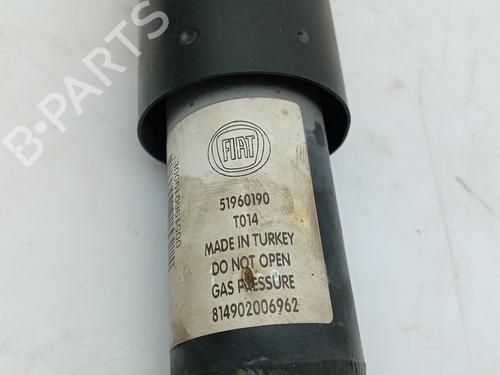 B-PARTS
FIAT
51960190
T014
MADE IN TURKEY
DO NOT OPEN
GAS PRESSURE
814902006962